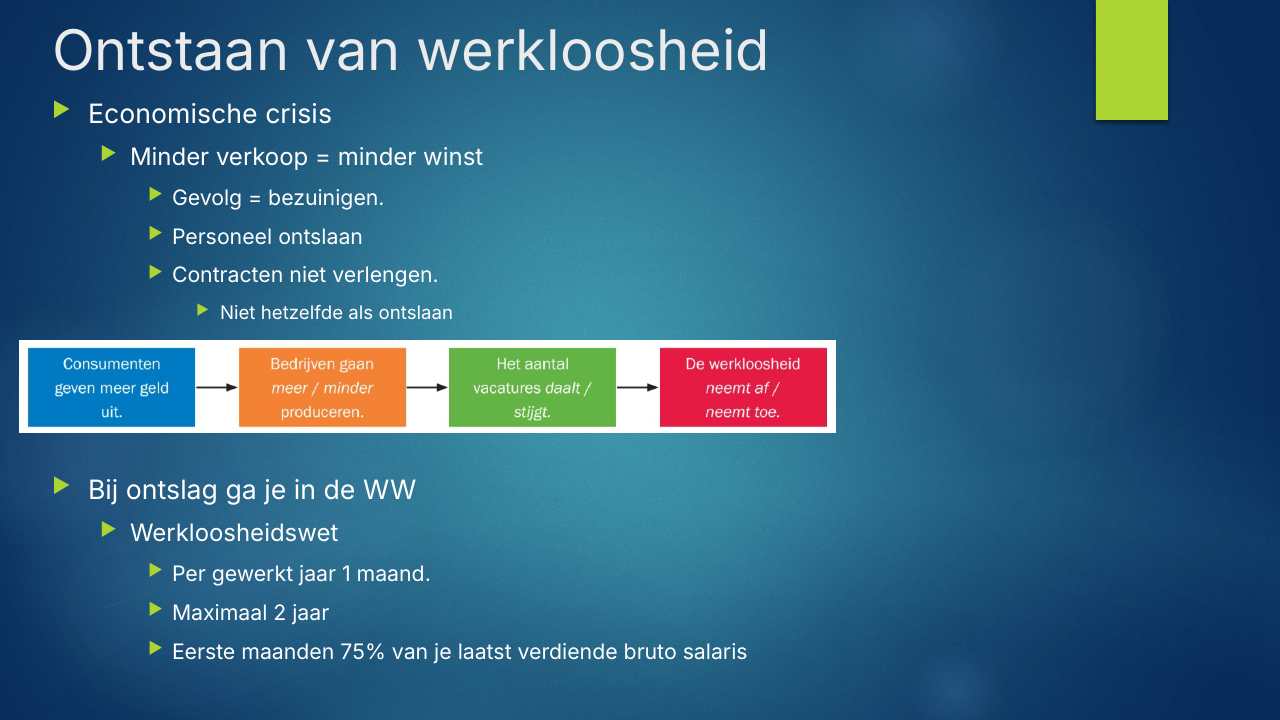 Ontstaan van werkloosheid
Economische crisis
Minder verkoop = minder winst
Gevolg = bezuinigen.
Personeel ontslaan
Contracten niet verlengen.
Niet hetzelfde als ontslaan
Consumenten
geven meer geld
uit.
Bedrijven gaan
meer / minder
produceren.
Het aantal
vacatures daalt /
stijgt.
De werkloosheid
neemt af /
neemt toe.
Bij ontslag ga je in de WW
Werkloosheidswet
Per gewerkt jaar 1 maand.
Maximaal 2 jaar
Eerste maanden 75% van je laatst verdiende bruto salaris